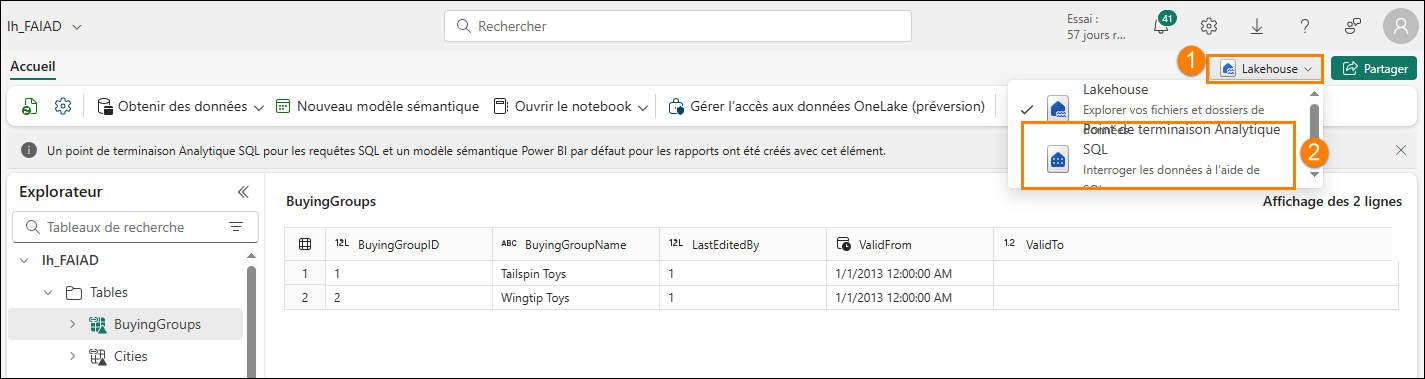 lh_FAIAD
Rechercher
Essai :
57 jours r...
41
Accueil
1
Lakehouse
Partager
Obtenir des données
Nouveau modèle sémantique
Ouvrir le notebook
Gérer l'accès aux données OneLake (préversion)
Lakehouse
Explorer vos fichiers et dossiers de
données
Point de terminaison Analytique
SQL
Interroger les données à l'aide de
SQL
2
Un point de terminaison Analytique SQL pour les requêtes SQL et un modèle sémantique Power BI par défaut pour les rapports ont été créés avec cet élément.
Explorateur
Tableaux de recherche
lh_FAIAD
Tables
BuyingGroups
Cities
BuyingGroups
Affichage des 2 lignes
12L BuyingGroupID ABC BuyingGroupName 12L LastEditedBy ValidFrom 1.2 ValidTo
1 1 Tailspin Toys 1 1/1/2013 12:00:00 AM
2 2 Wingtip Toys 1 1/1/2013 12:00:00 AM